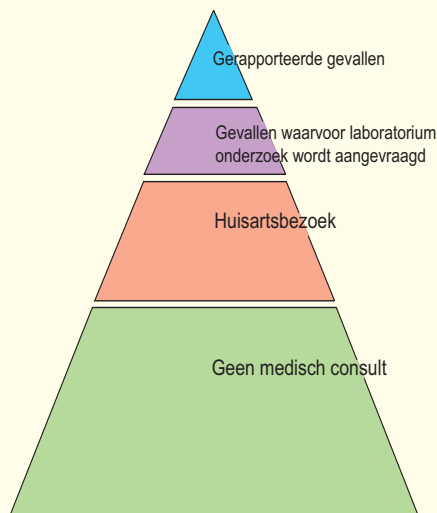 Gerapporteerde gevallen
Gevallen waarvoor laboratorium
onderzoek wordt aangevraagd
Huisartsbezoek
Geen medisch consult